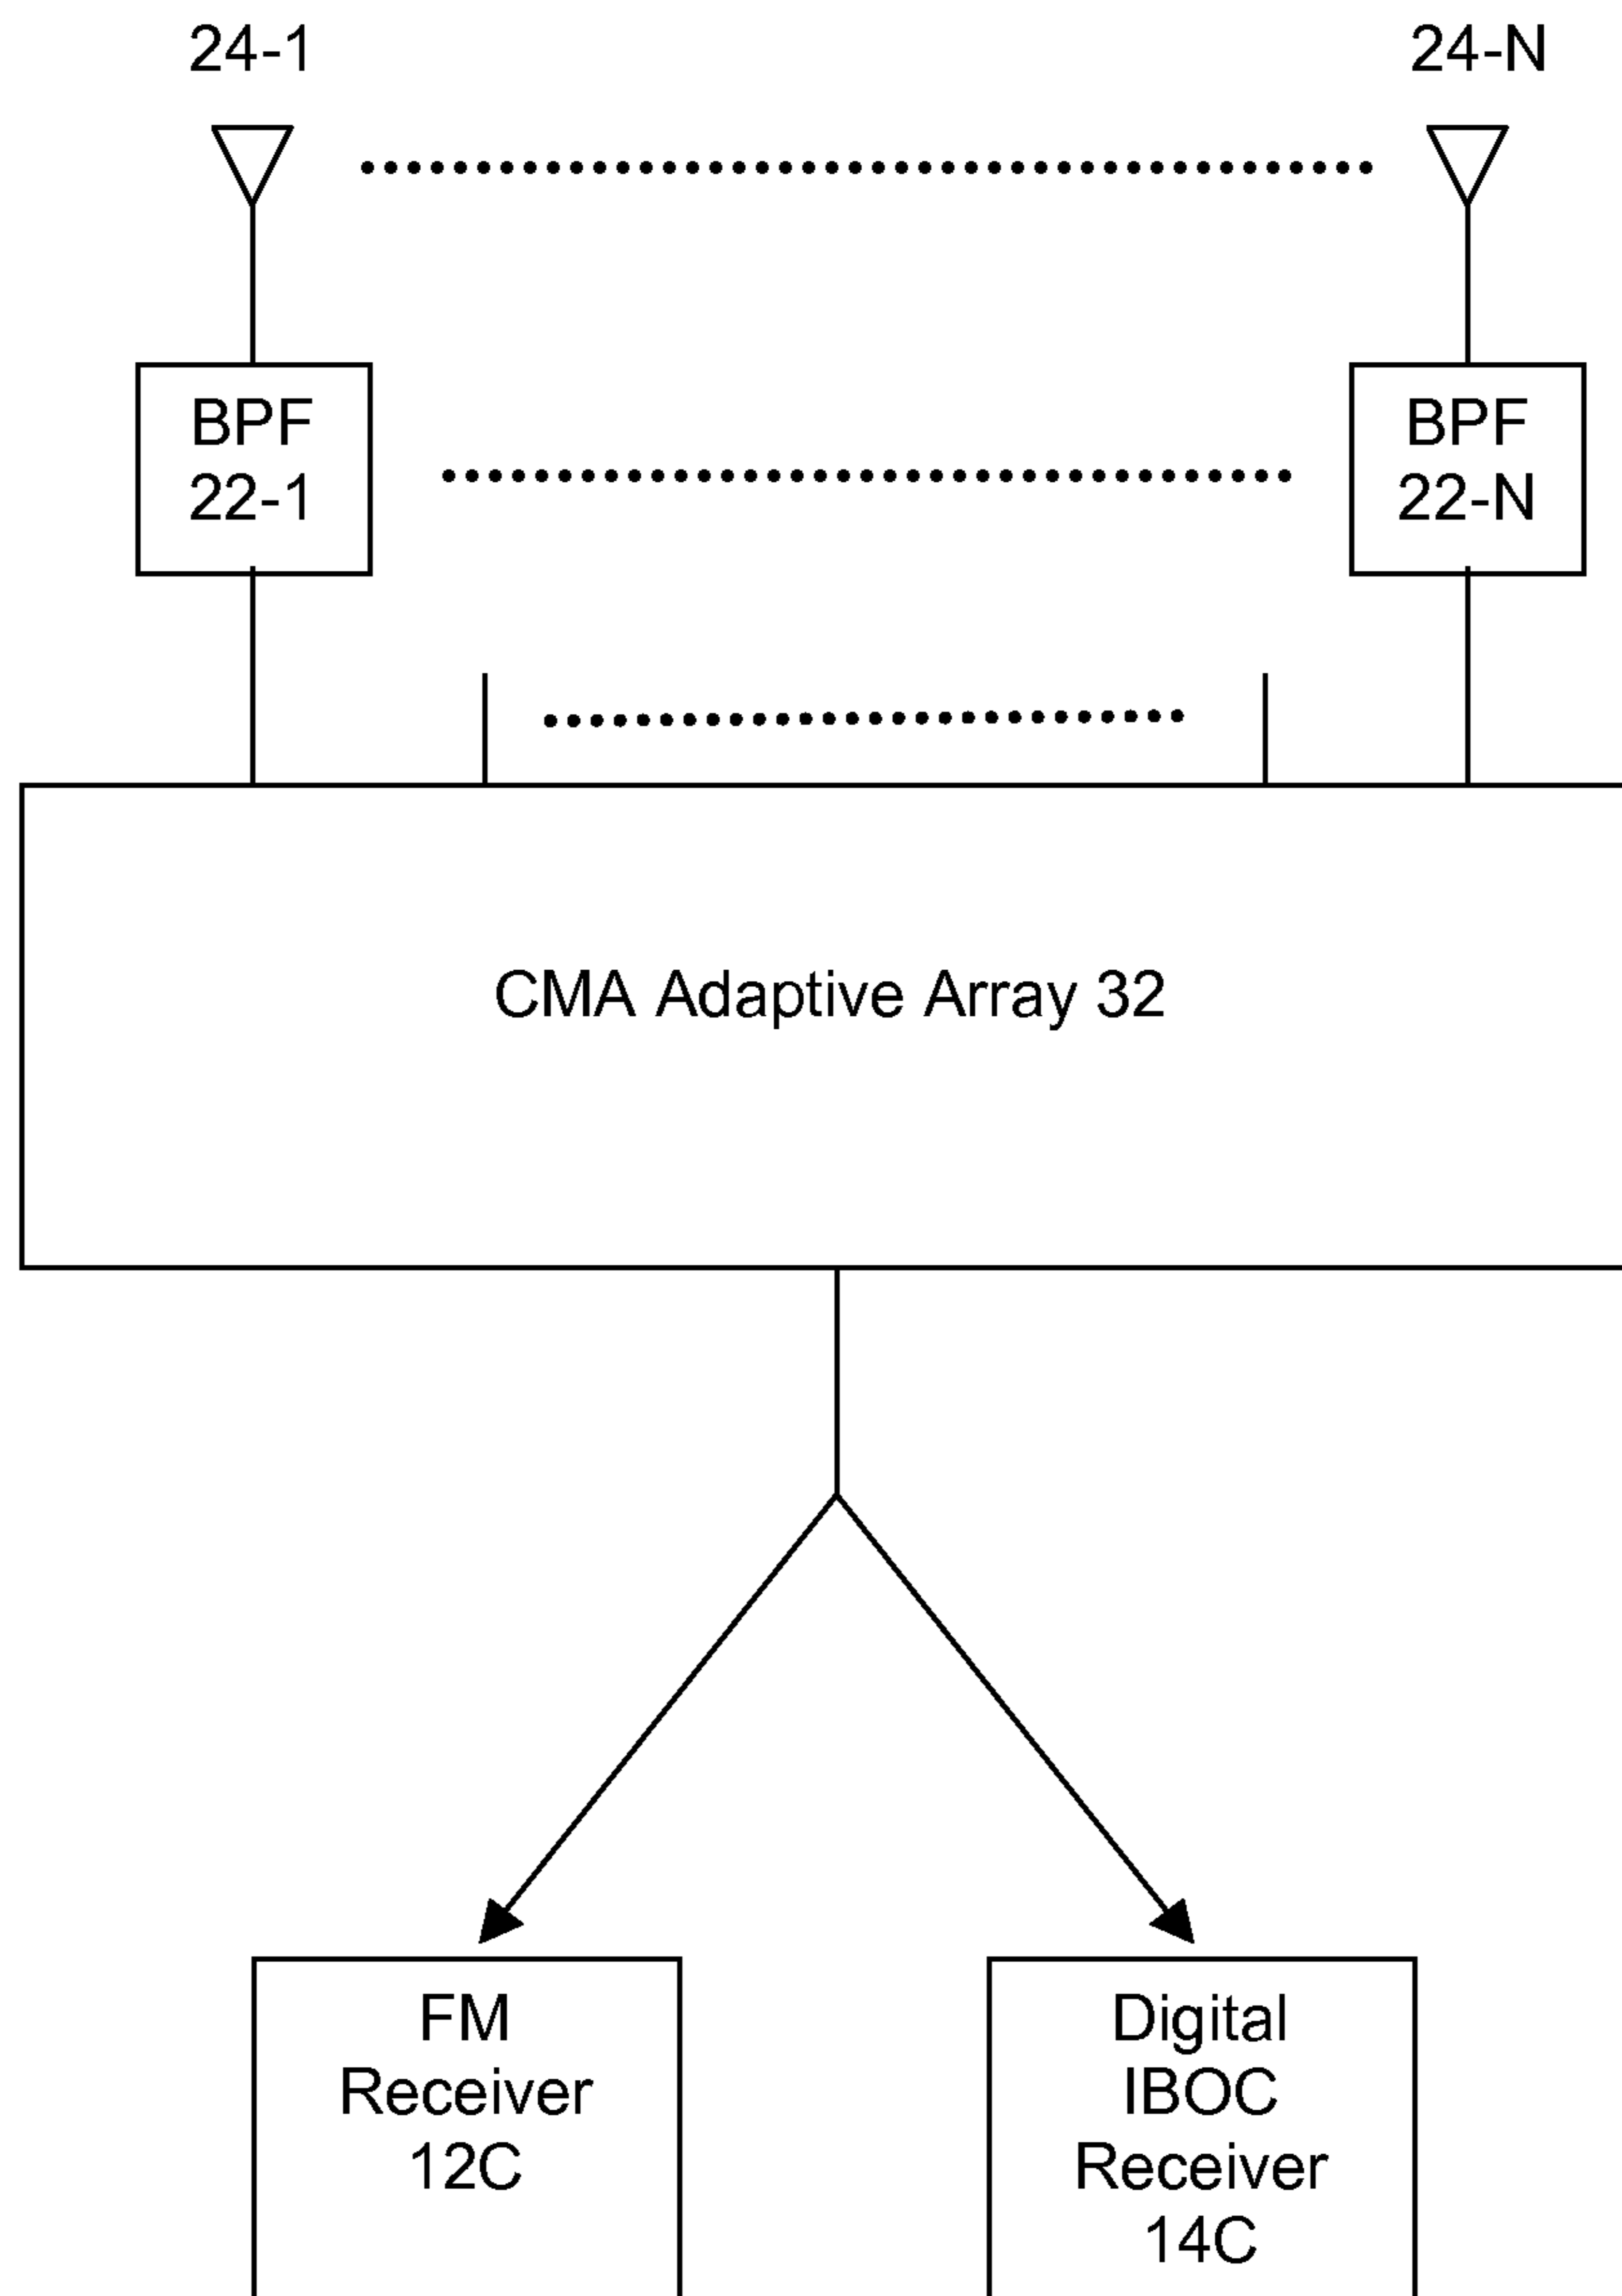 24-1
24-N
BPF
22-1
BPF
22-N
CMA Adaptive Array 32
FM
Receiver
12C
Digital
IBOC
Receiver
14C